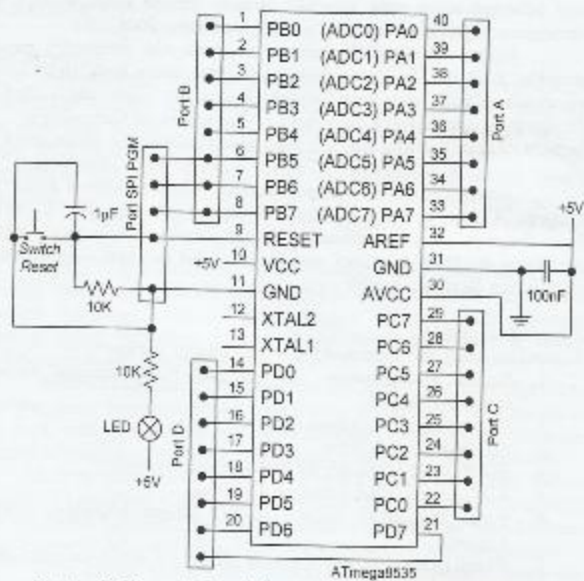 1 PB0 (ADC0) PA0 40
2 PB1 (ADC1) PA1 39
3 PB2 (ADC2) PA2 38
4 PB3 (ADC3) PA3 37
5 PB4 (ADC4) PA4 36
6 PB5 (ADC5) PA5 35
7 PB6 (ADC6) PA6 34
8 PB7 (ADC7) PA7 33
9 RESET AREF 32
+5V 10 VCC GND 31
11 GND AVCC 30
12 XTAL2 PC7 29
13 XTAL1 PC6 28
14 PD0 PC5 27
15 PD1 PC4 26
16 PD2 PC3 25
17 PD3 PC2 24
18 PD4 PC1 23
19 PD5 PC0 22
20 PD6 PD7 21
Port B
Port SPI PGM
Port A
1µF
Switch
Reset
10K
10K
LED
+5V
Port D
+5V
100nF
Port C
ATmega8535